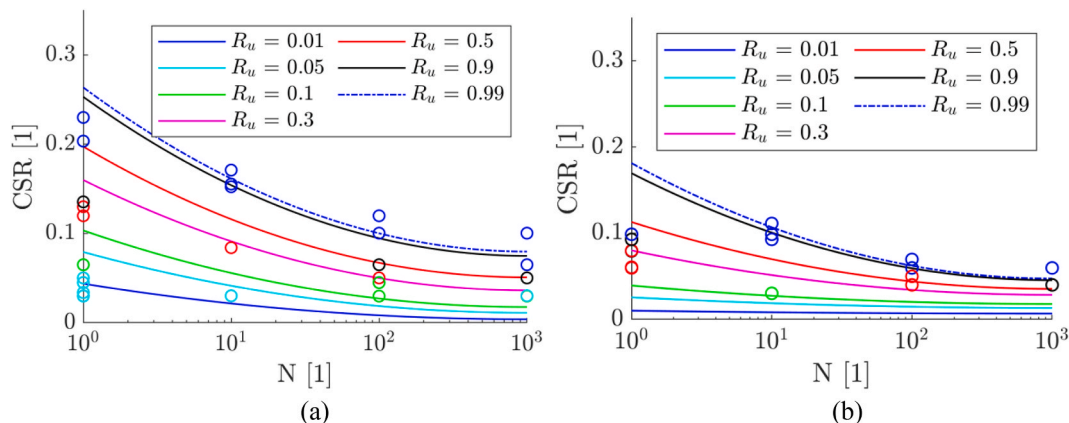 0.3
0.2
0.1
0
CSR [1]
R_u = 0.01
R_u = 0.5
R_u = 0.05
R_u = 0.9
R_u = 0.1
R_u = 0.99
R_u = 0.3
10^0
10^1
10^2
10^3
N [1]
(a)
0.3
0.2
0.1
0
CSR [1]
R_u = 0.01
R_u = 0.5
R_u = 0.05
R_u = 0.9
R_u = 0.1
R_u = 0.99
R_u = 0.3
10^0
10^1
10^2
10^3
N [1]
(b)